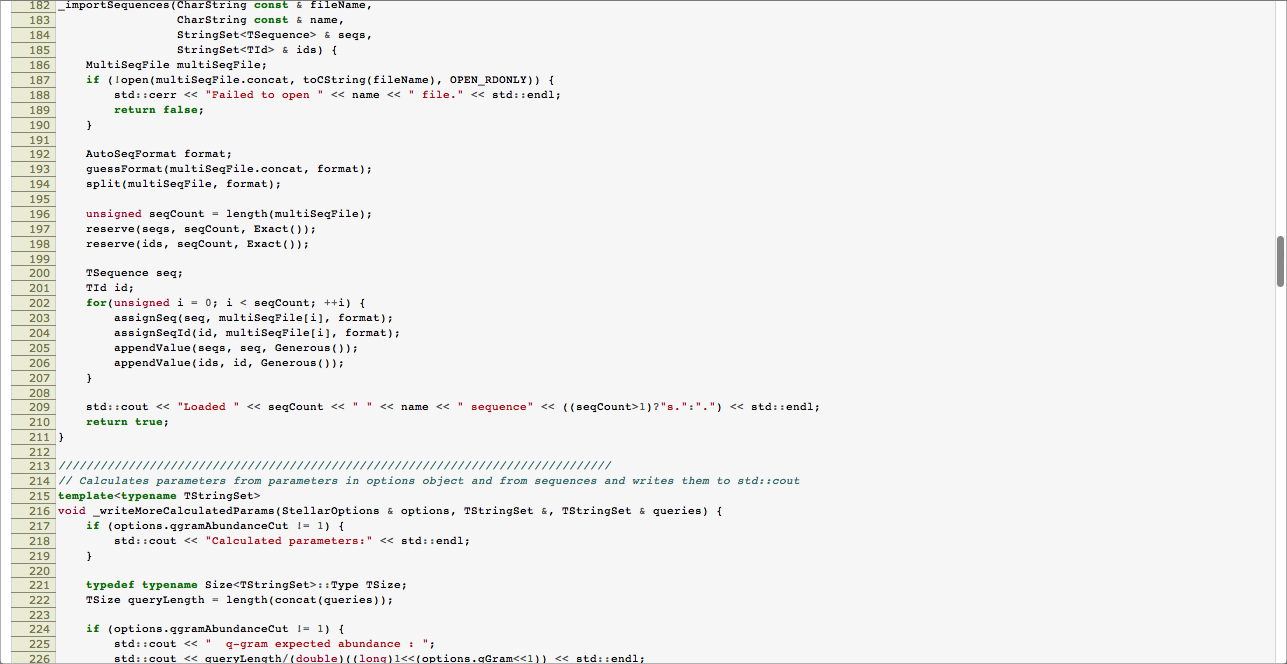 182 _importSequences(CharString const & fileName,
183                  CharString const & name,
184                  StringSet<TSequence> & seqs,
185                  StringSet<TId> & ids) {
186     MultiSeqFile multiSeqFile;
187     if (!open(multiSeqFile.concat, toCString(fileName), OPEN_RDONLY)) {
188         std::cerr << "Failed to open " << name << " file." << std::endl;
189         return false;
190     }
191
192     AutoSeqFormat format;
193     guessFormat(multiSeqFile.concat, format);
194     split(multiSeqFile, format);
195
196     unsigned seqCount = length(multiSeqFile);
197     reserve(seqs, seqCount, Exact());
198     reserve(ids, seqCount, Exact());
199
200     TSequence seq;
201     TId id;
202     for(unsigned i = 0; i < seqCount; ++i) {
203         assignSeq(seq, multiSeqFile[i], format);
204         assignSeqId(id, multiSeqFile[i], format);
205         appendValue(seqs, seq, Generous());
206         appendValue(ids, id, Generous());
207     }
208
209     std::cout << "Loaded " << seqCount << " " << name << " sequence" << ((seqCount>1)?"s.":".") << std::endl;
210     return true;
211 }
212
213 ///////////////////////////////////////////////////////////////////////////////
214 // Calculates parameters from parameters in options object and from sequences and writes them to std::cout
215 template<typename TStringSet>
216 void _writeMoreCalculatedParams(StellarOptions & options, TStringSet &, TStringSet & queries) {
217     if (options.qgramAbundanceCut != 1) {
218         std::cout << "Calculated parameters:" << std::endl;
219     }
220
221     typedef typename Size<TStringSet>::Type TSize;
222     TSize queryLength = length(concat(queries));
223
224     if (options.qgramAbundanceCut != 1) {
225         std::cout << "  q-gram expected abundance : ";
226         std::cout << queryLength/(double)((long)1<<(options.qGram<<1)) << std::endl;